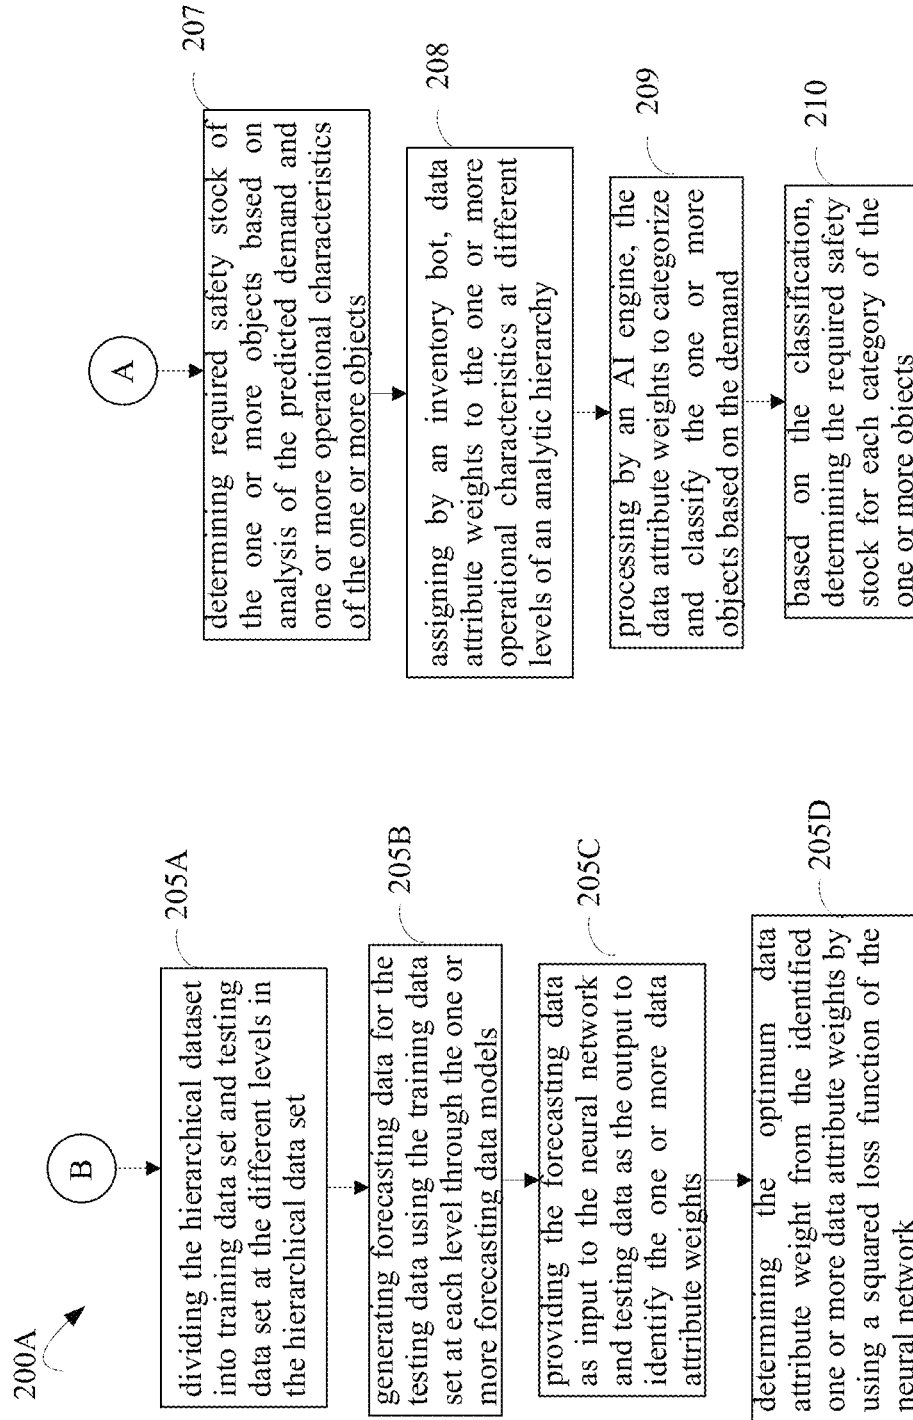 200A
B
dividing the hierarchical dataset
into training data set and testing
data set at the different levels in
the hierarchical data set
205A
generating forecasting data for the
testing data using the training data
set at each level through the one or
more forecasting data models
205B
providing the forecasting data
as input to the neural network
and testing data as the output to
identify the one or more data
attribute weights
205C
determining the optimum data
attribute weight from the identified
one or more data attribute weights by
using a squared loss function of the
neural network
205D
A
determining required safety stock of
the one or more objects based on
analysis of the predicted demand and
one or more operational characteristics
of the one or more objects
207
assigning by an inventory bot, data
attribute weights to the one or more
operational characteristics at different
levels of an analytic hierarchy
208
processing by an AI engine, the
data attribute weights to categorize
and classify the one or more
objects based on the demand
209
based on the classification,
determining the required safety
stock for each category of the
one or more objects
210